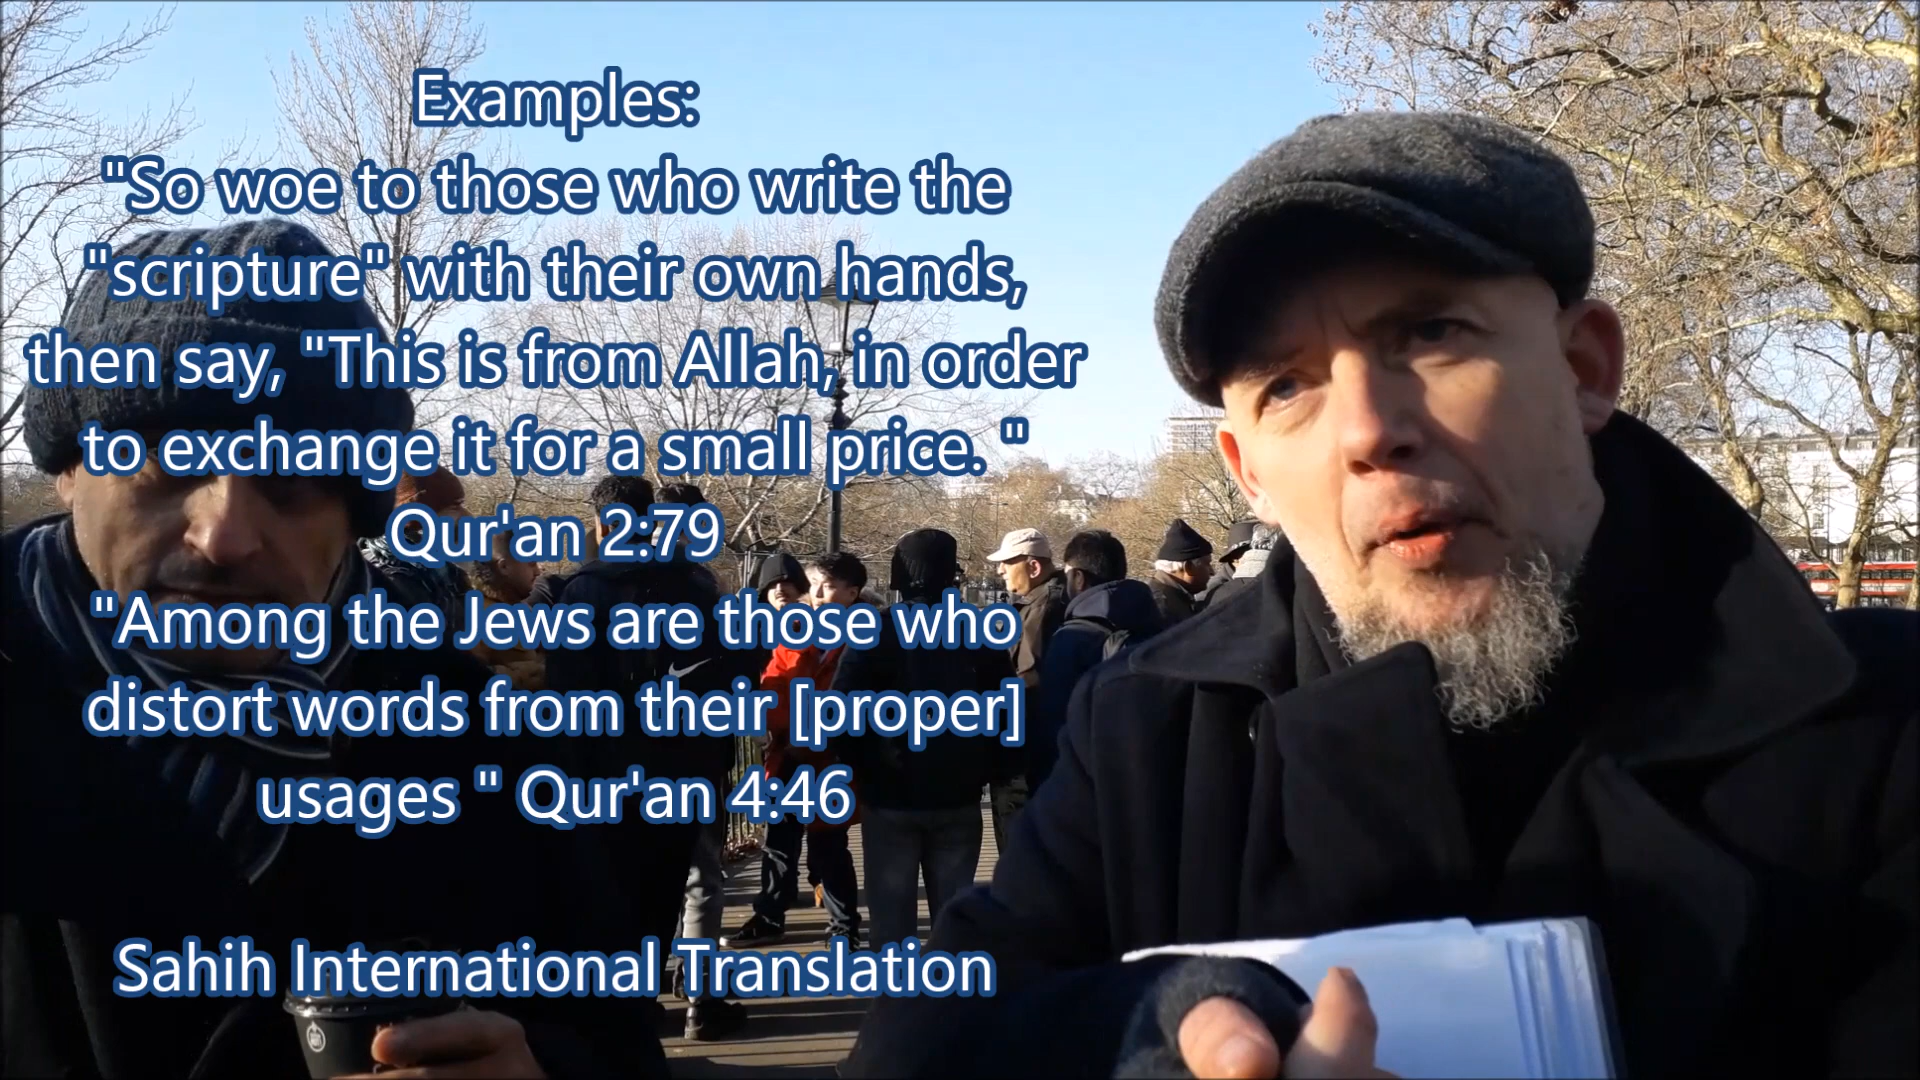 Examples:
"So woe to those who write the
"scripture" with their own hands,
then say, "This is from Allah, in order
to exchange it for a small price. "
Qur'an 2:79
"Among the Jews are those who
distort words from their [proper]
usages " Qur'an 4:46
Sahih International Translation